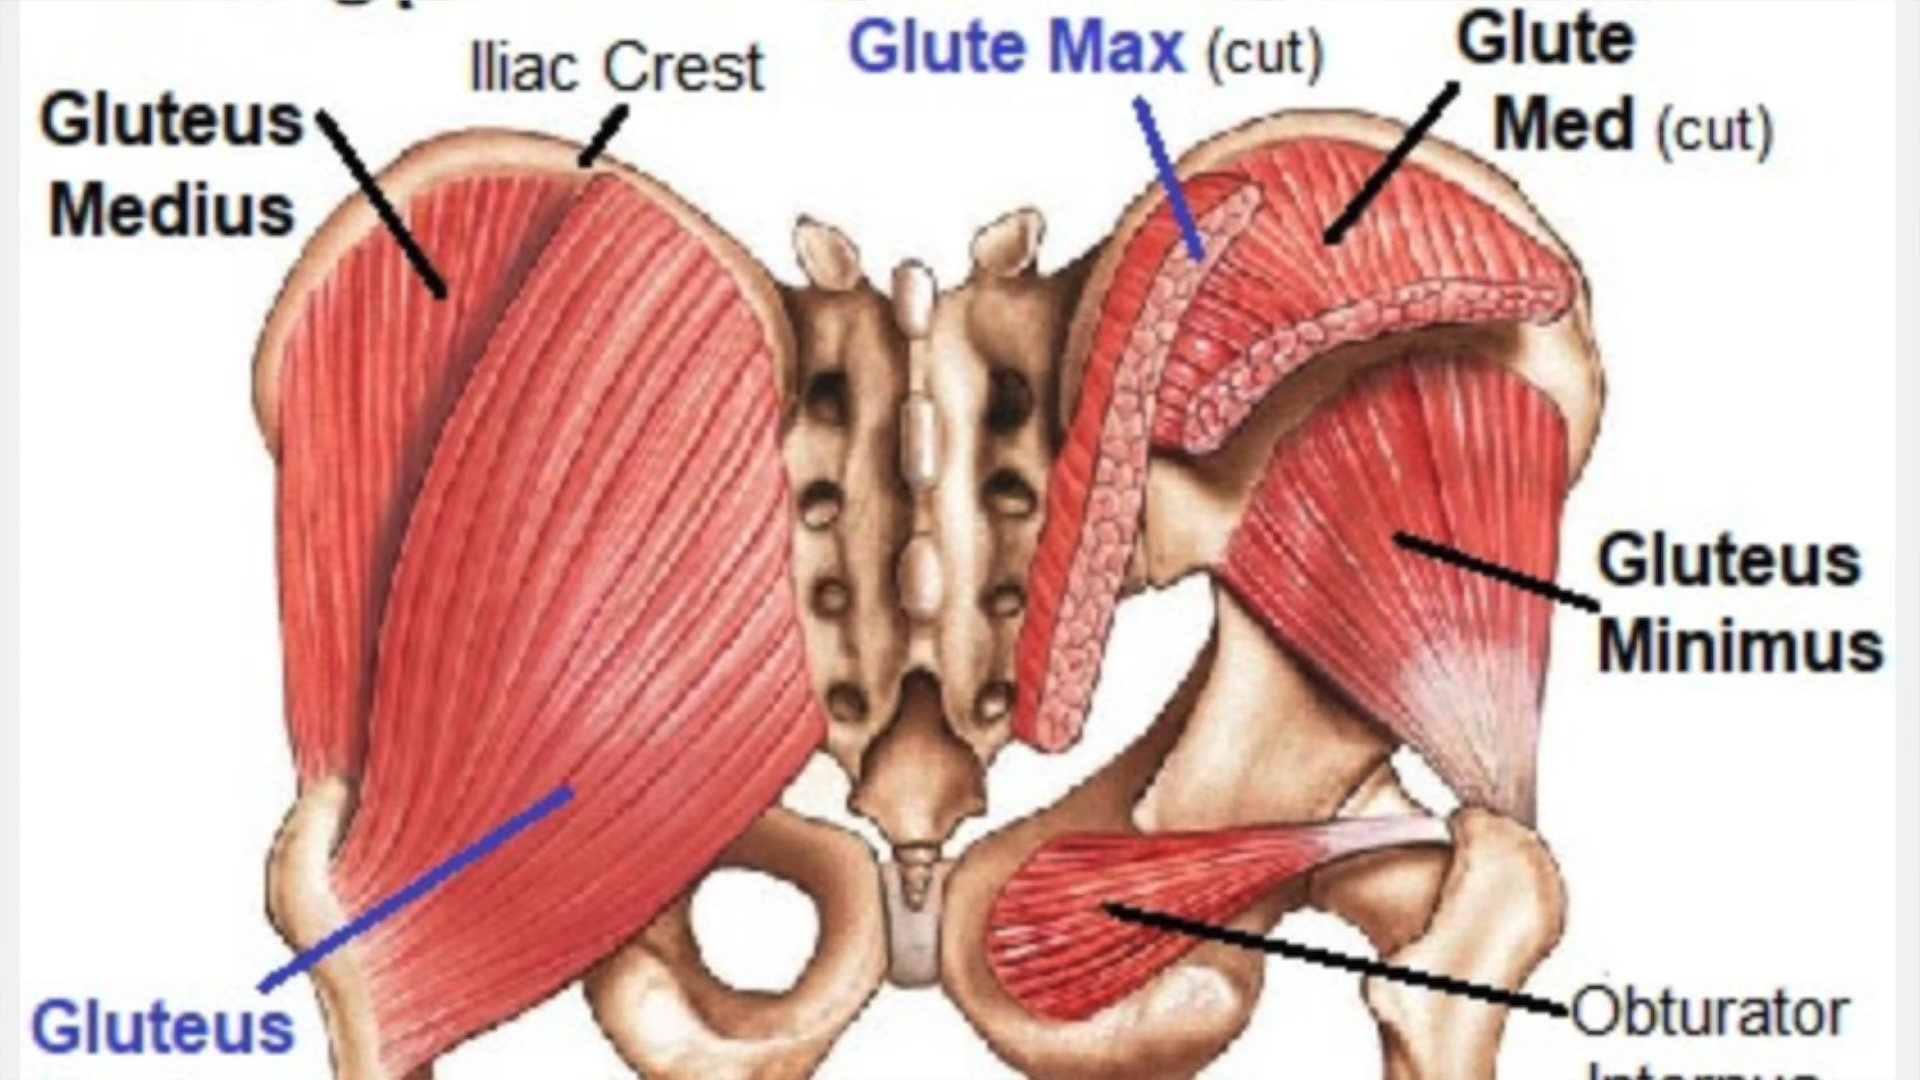 Iliac Crest
Glute Max (cut)
Glute
Med (cut)
Gluteus
Medius
Gluteus
Minimus
Gluteus
Obturator